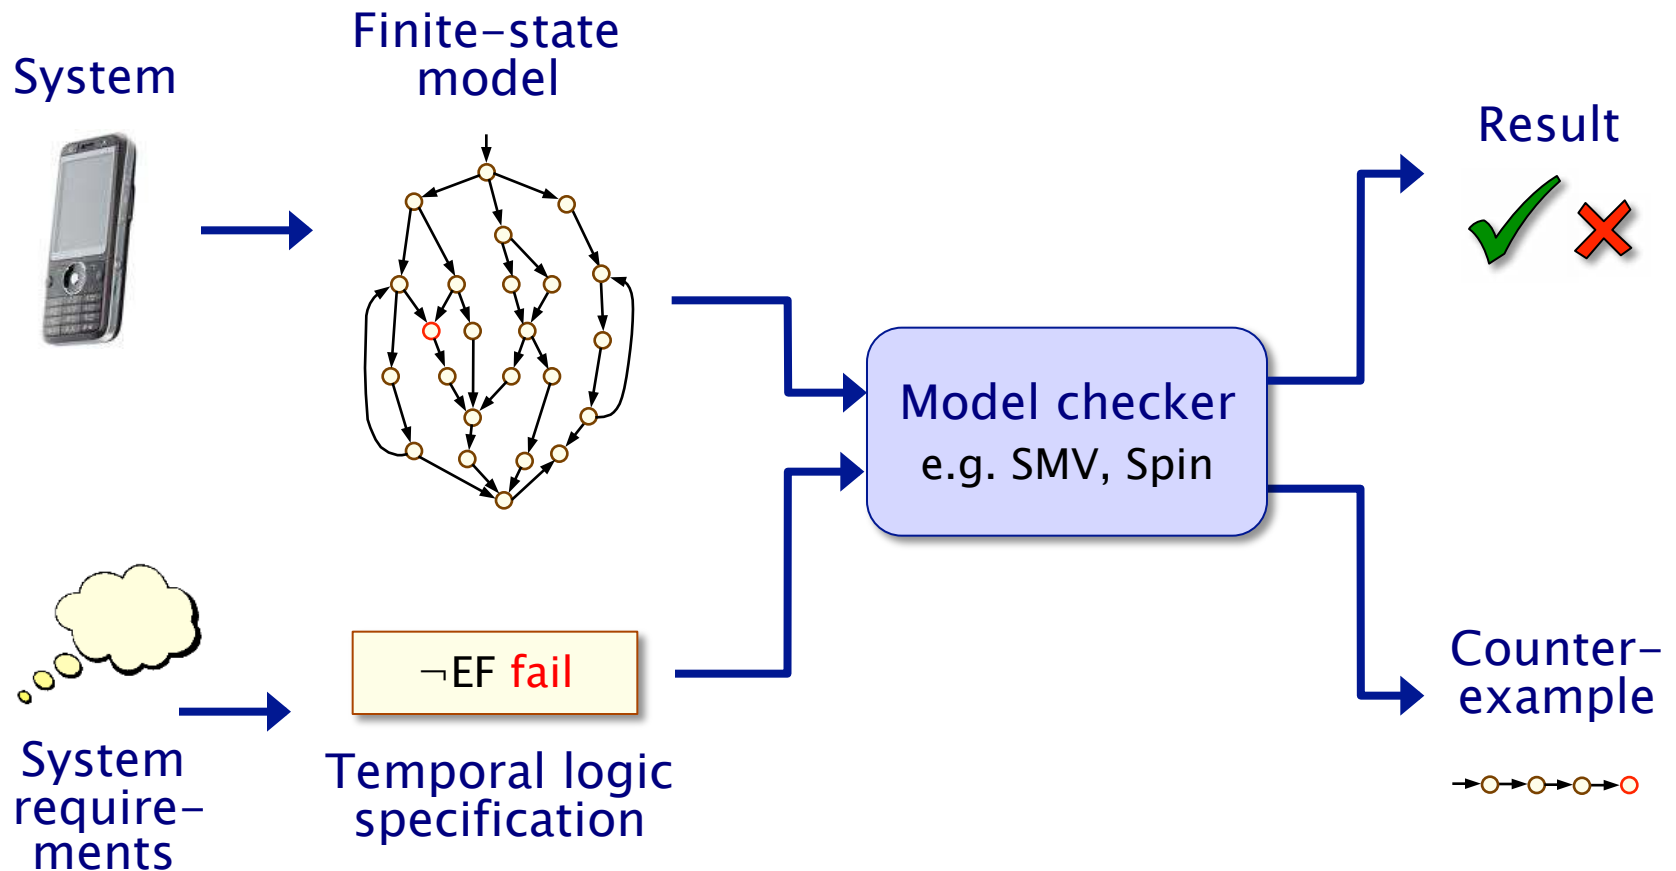 System
Finite-state
model
Result
Model checker
e.g. SMV, Spin
¬EF fail
System
require-
ments
Temporal logic
specification
Counter-
example